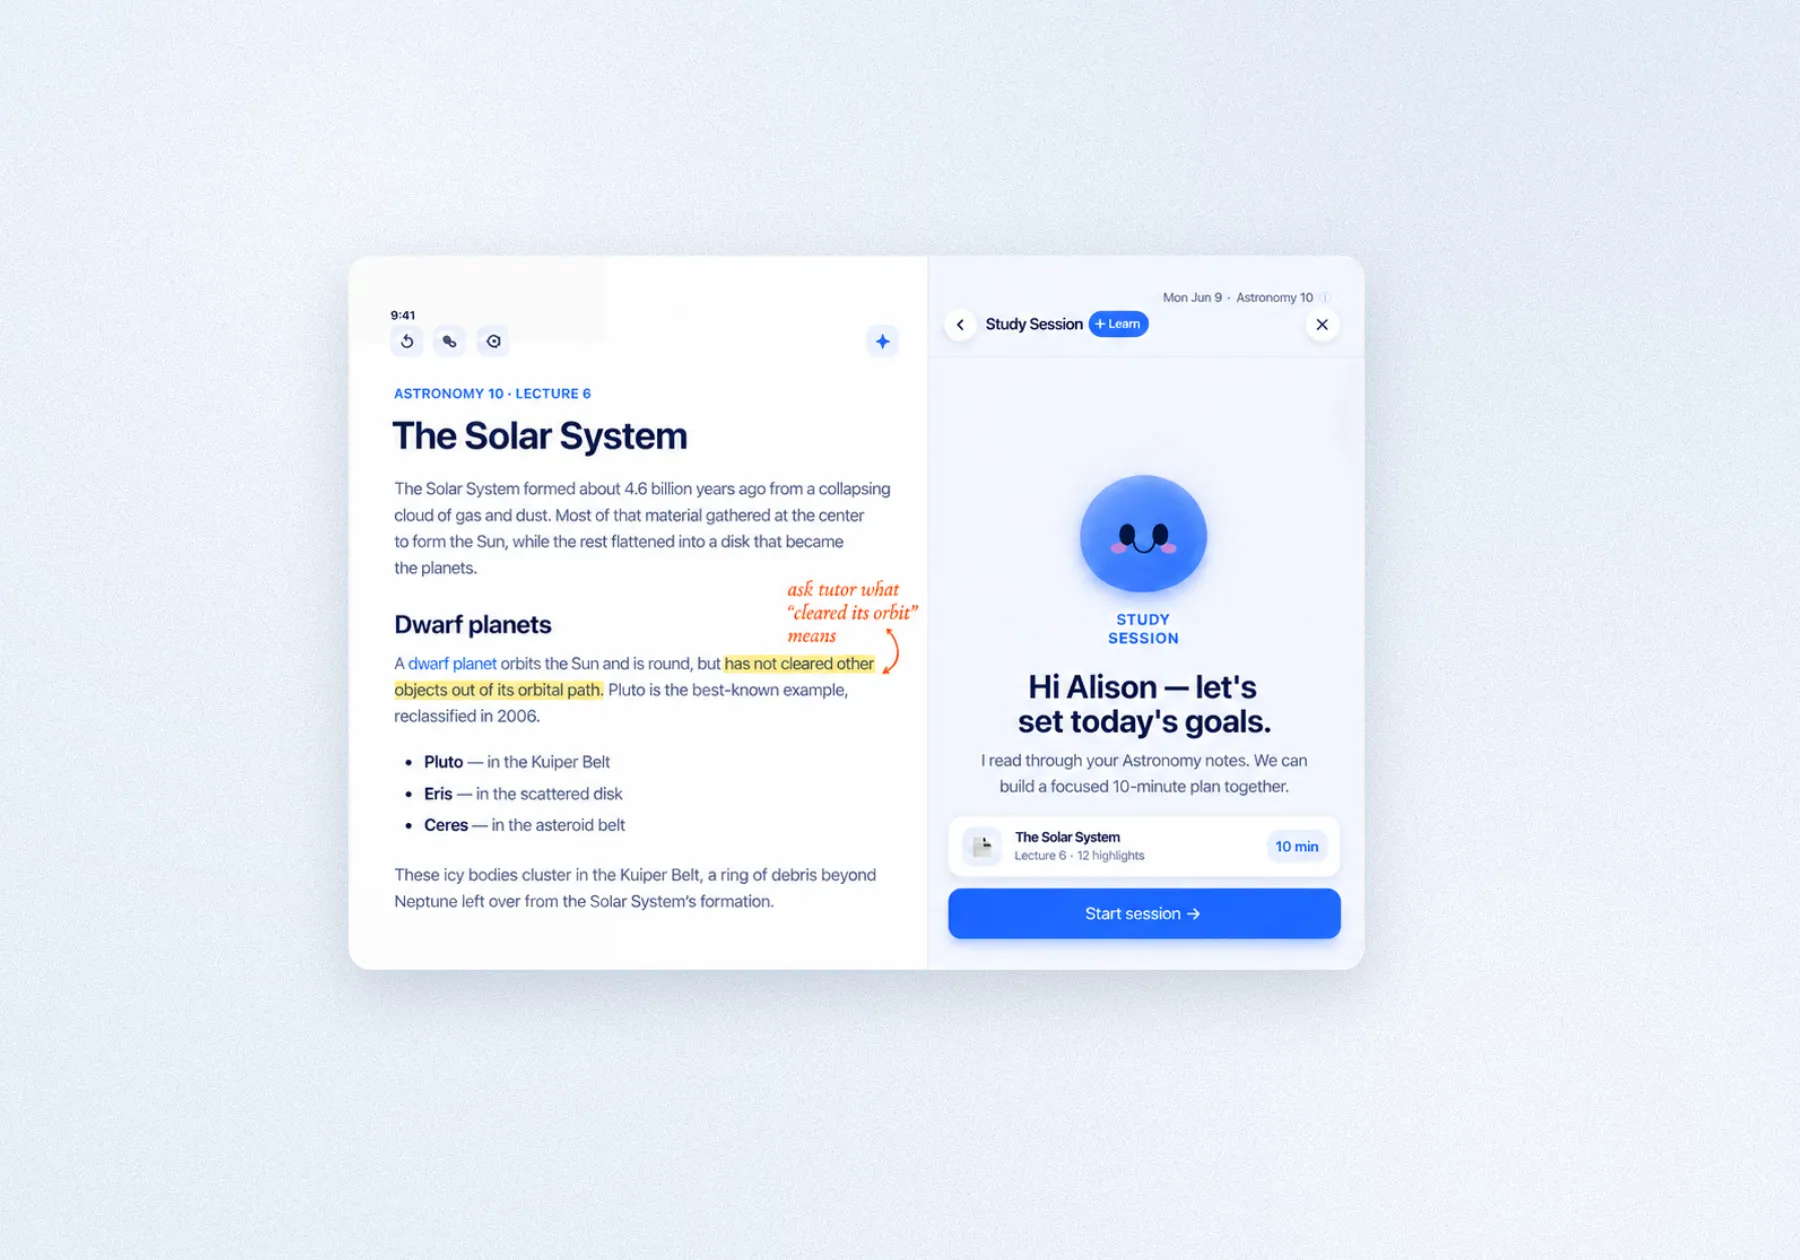 9:41
ASTRONOMY 10 · LECTURE 6
The Solar System
The Solar System formed about 4.6 billion years ago from a collapsing
cloud of gas and dust. Most of that material gathered at the center
to form the Sun, while the rest flattened into a disk that became
the planets.
ask tutor what
“cleared its orbit”
means
Dwarf planets
A dwarf planet orbits the Sun and is round, but has not cleared other
objects out of its orbital path. Pluto is the best-known example,
reclassified in 2006.
• Pluto — in the Kuiper Belt
• Eris — in the scattered disk
• Ceres — in the asteroid belt
These icy bodies cluster in the Kuiper Belt, a ring of debris beyond
Neptune left over from the Solar System’s formation.
Mon Jun 9 · Astronomy 10
Study Session + Learn
STUDY
SESSION
Hi Alison — let's
set today's goals.
I read through your Astronomy notes. We can
build a focused 10-minute plan together.
The Solar System
Lecture 6 · 12 highlights
10 min
Start session →